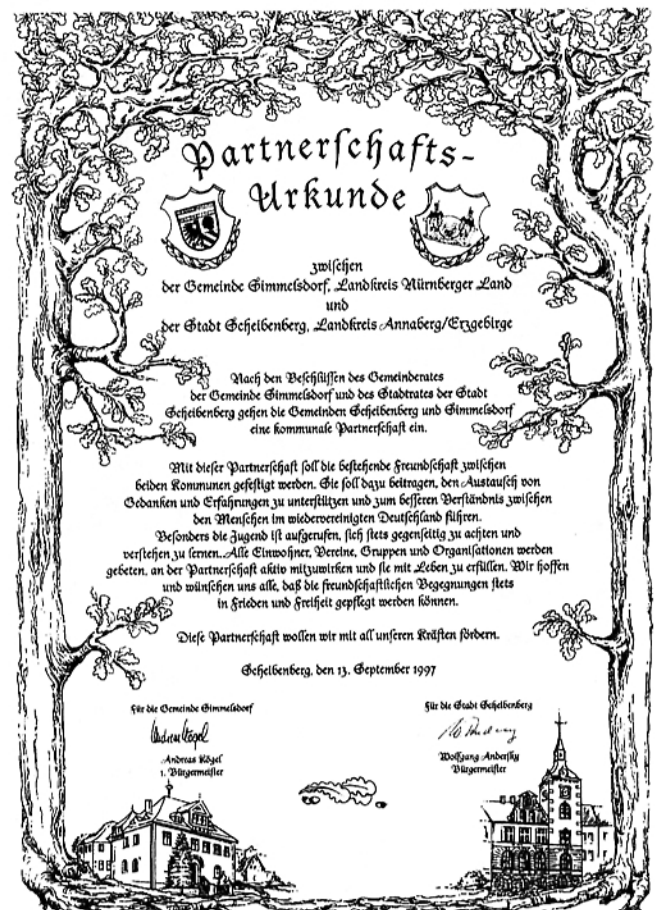 Partnerschafts-
Urkunde
zwischen
der Gemeinde Simmelsdorf, Landkreis Nürnberger Land
und
der Stadt Scheibenberg, Landkreis Annaberg/Erzgebirge
Nach den Beschlüssen des Gemeinderates
der Gemeinde Simmelsdorf und des Stadtrates der Stadt
Scheibenberg gehen die Gemeinden Scheibenberg und Simmelsdorf
eine kommunale Partnerschaft ein.
Mit dieser Partnerschaft soll die bestehende Freundschaft zwischen
beiden Kommunen gefestigt werden. Sie soll dazu beitragen, den Austausch von
Gedanken und Erfahrungen zu unterstützen und zum besseren Verständnis zwischen
den Menschen im wiedervereinigten Deutschland führen.
Besonders die Jugend ist aufgerufen, sich stets gegenseitig zu achten und
verstehen zu lernen. Alle Einwohner, Vereine, Gruppen und Organisationen werden
gebeten, an der Partnerschaft aktiv mitzuwirken und sie mit Leben zu erfüllen. Wir hoffen
und wünschen uns alle, daß die freundschaftlichen Begegnungen stets
in Frieden und Freiheit gepflegt werden können.
Diese Partnerschaft wollen wir mit all unseren Kräften fördern.
Scheibenberg, den 13. September 1997
Für die Gemeinde Simmelsdorf
Andreas Kögel
Andreas Kögel
1. Bürgermeister
Für die Stadt Scheibenberg
Wolfgang Andersky
Bürgermeister